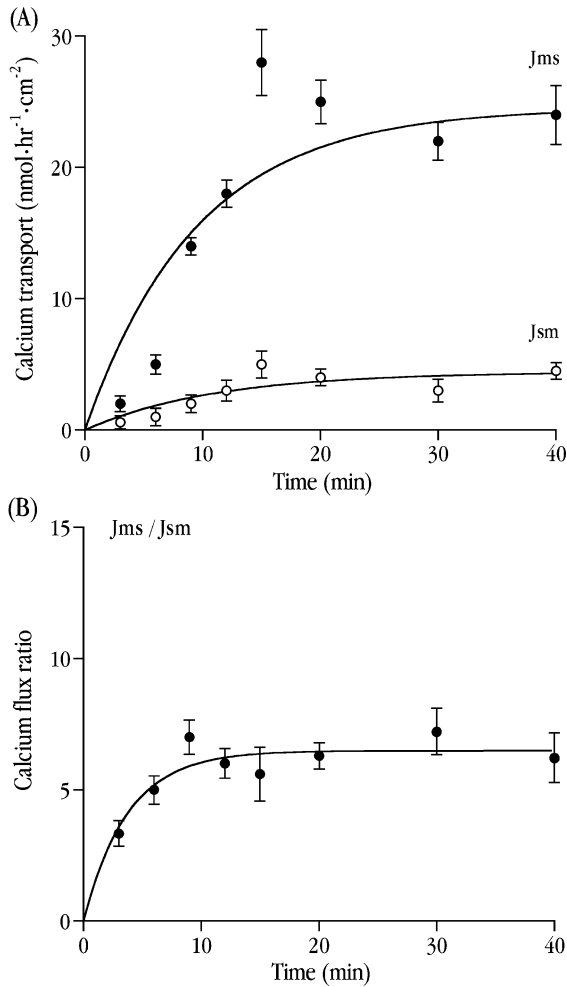 (A)
Calcium transport (nmol·hr⁻¹·cm⁻²)
30
20
10
0
Jms
Jsm
0 10 20 30 40
Time (min)
(B)
Calcium flux ratio
15
10
5
0
Jms /Jsm
0 10 20 30 40
Time (min)